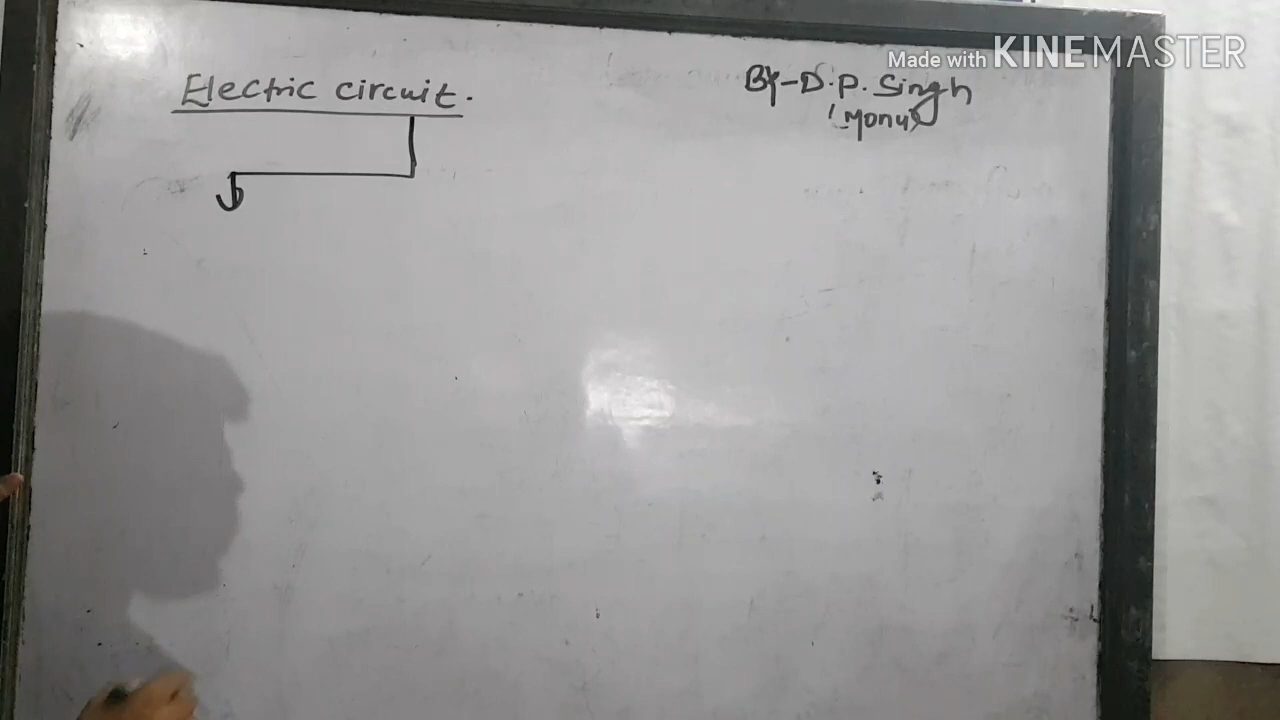 Made with KINEMASTER
Electric circuit.
By-D.P. Singh
(Monu)